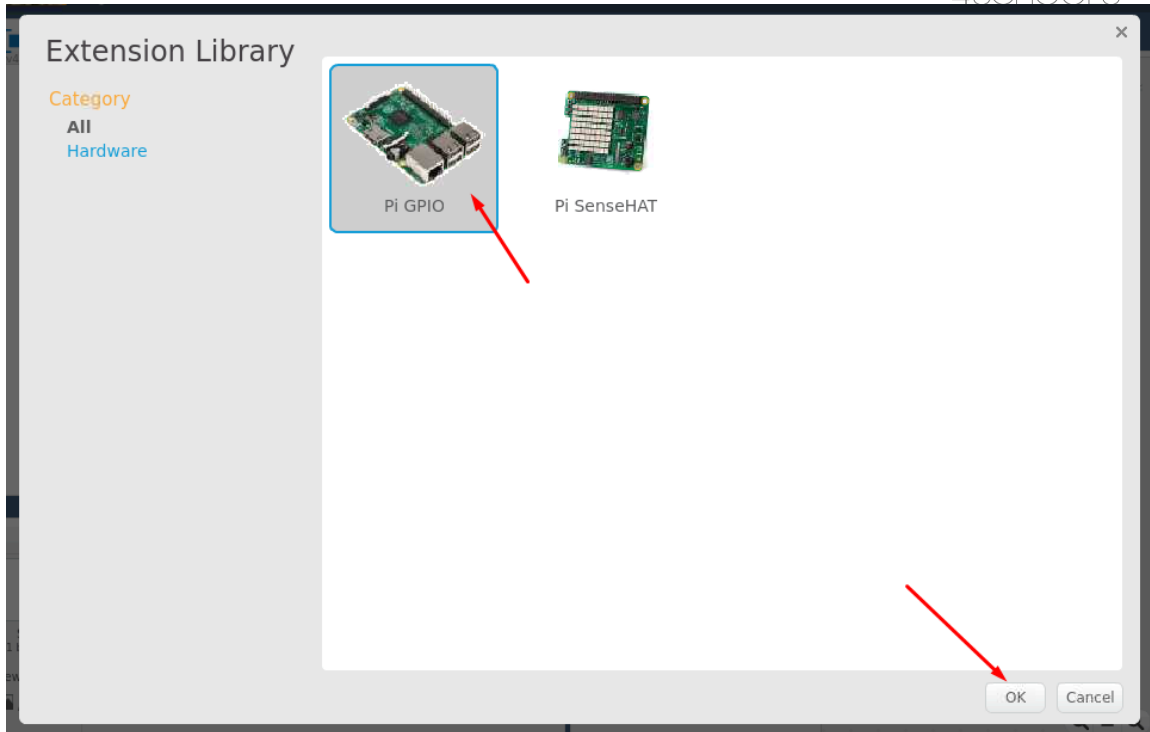 Extension Library
Category
All
Hardware
Pi GPIO
Pi SenseHAT
OK
Cancel